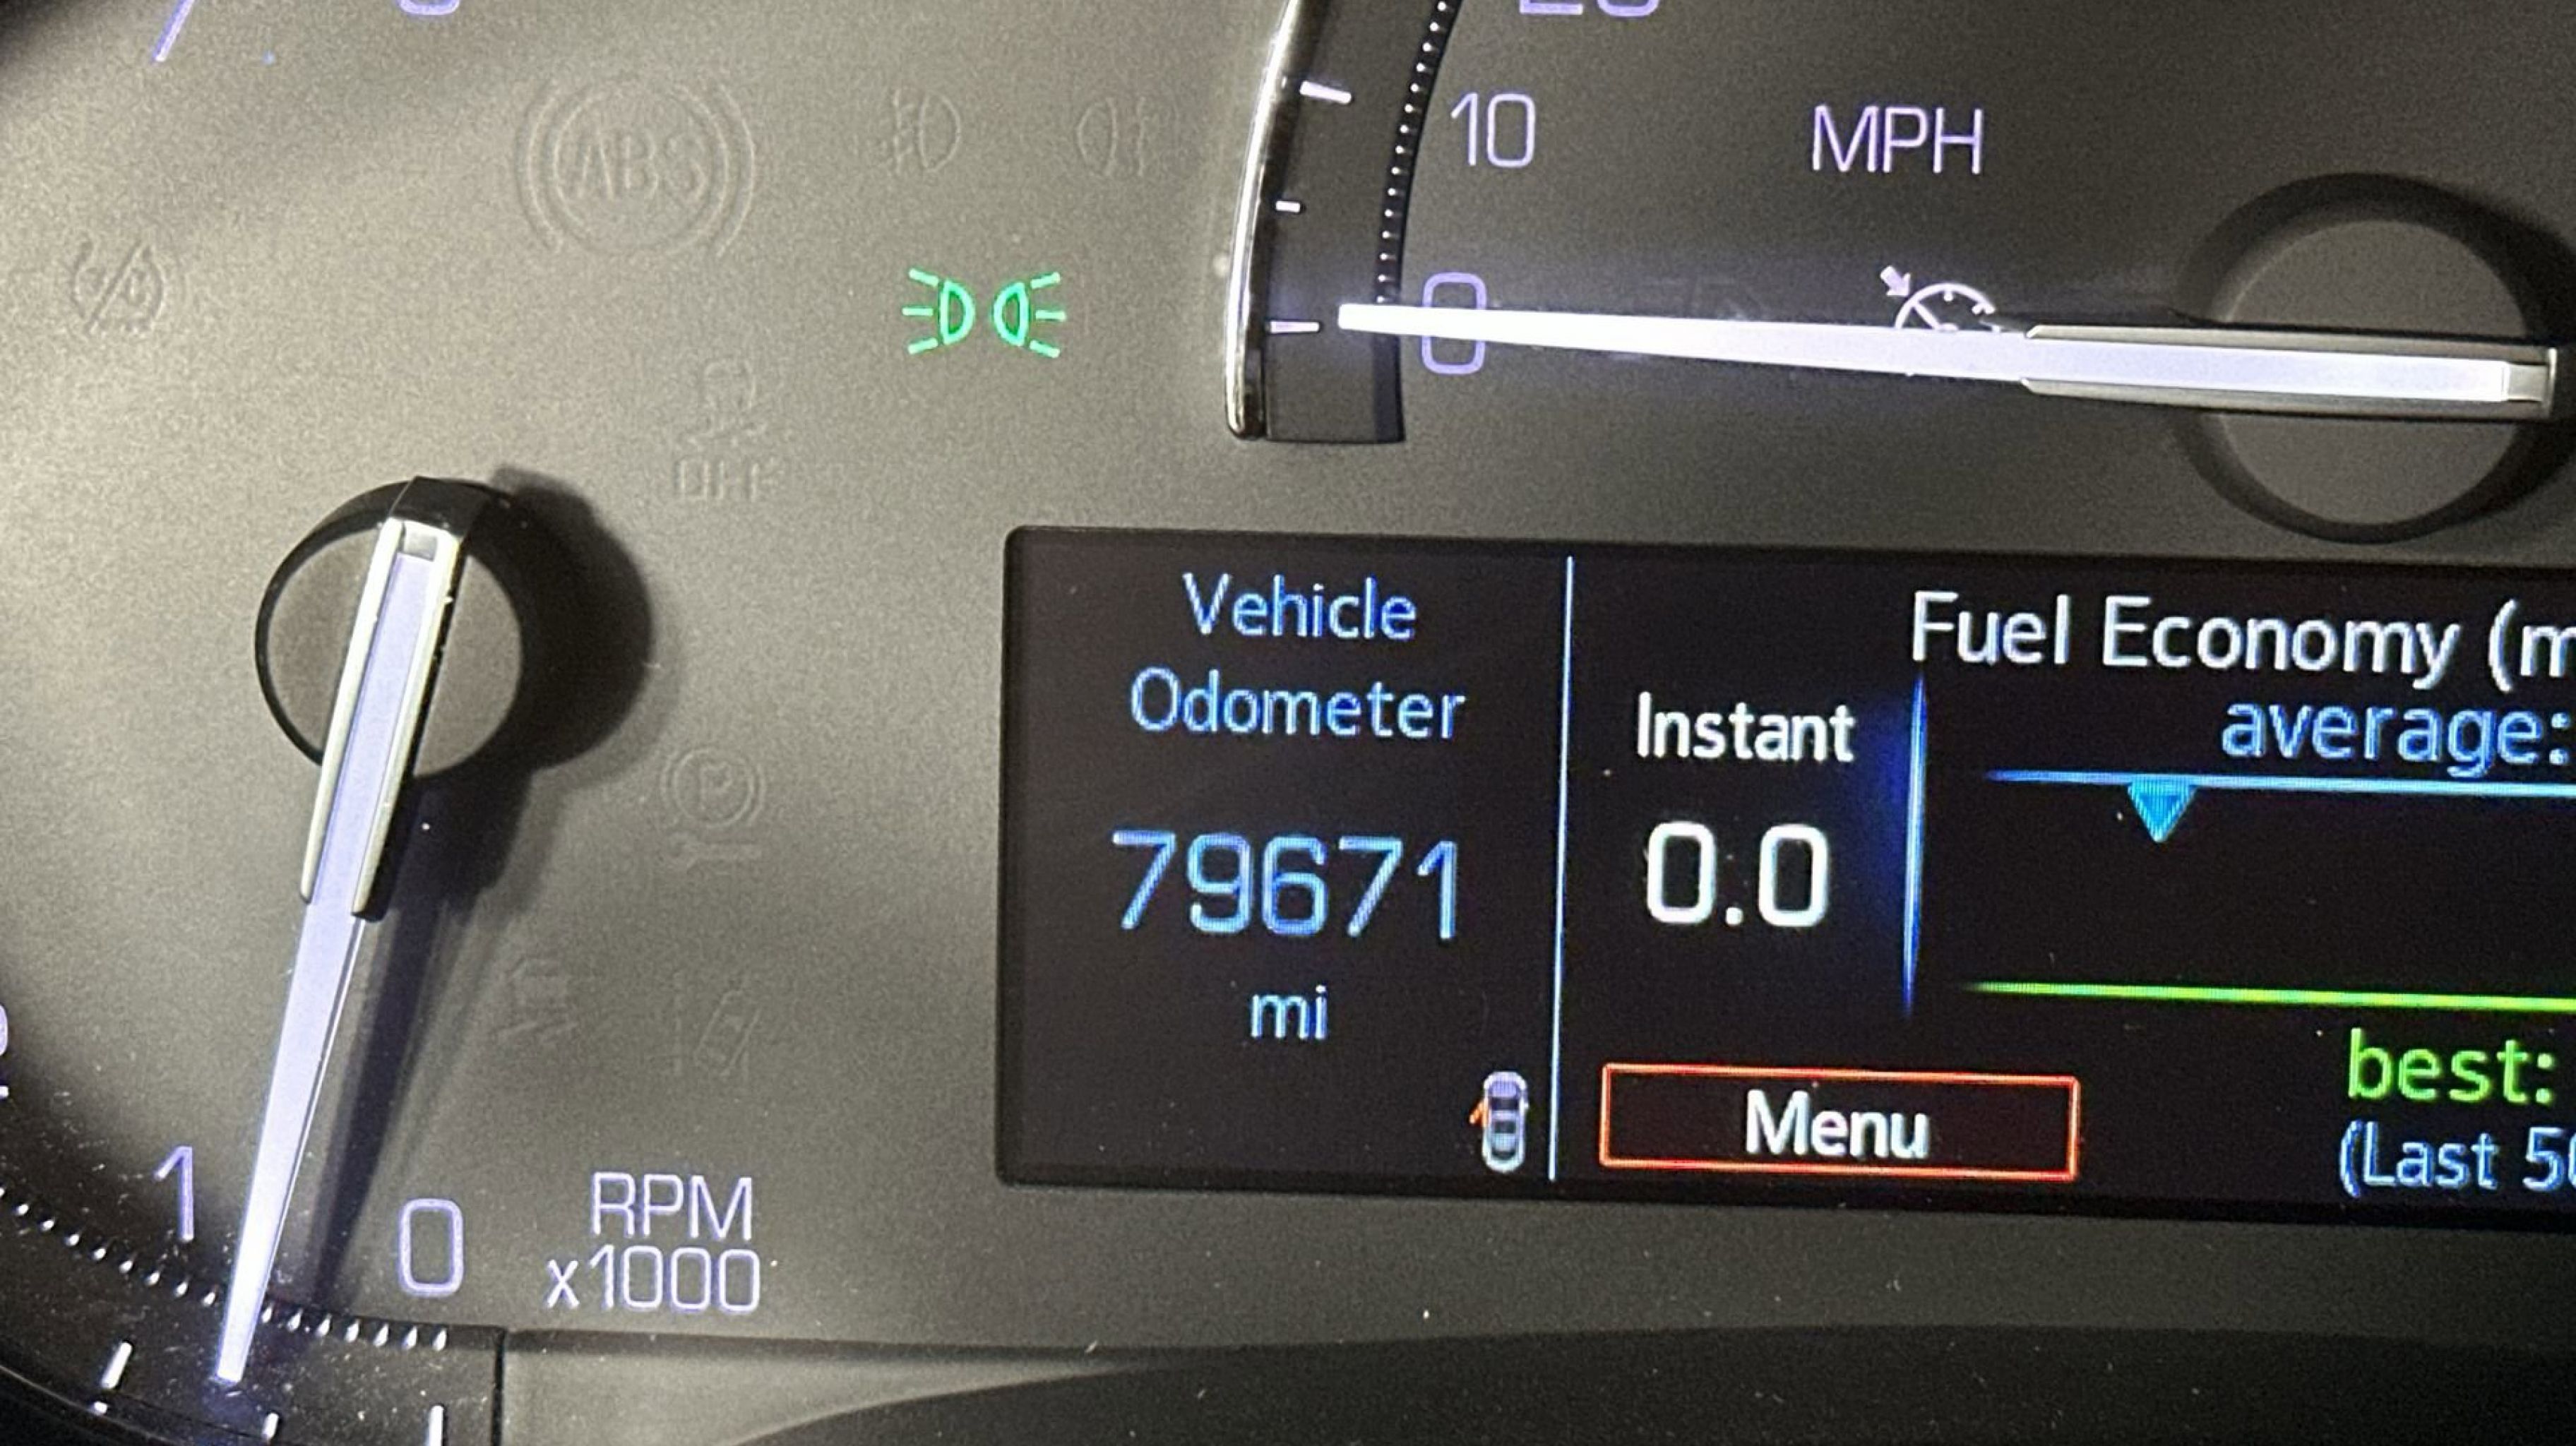 10
MPH
ABS
0
OFF
Vehicle
Odometer
79671
mi
Fuel Economy
average:
Instant
0.0
best:
(Last
Menu
1
0
RPM
x1000